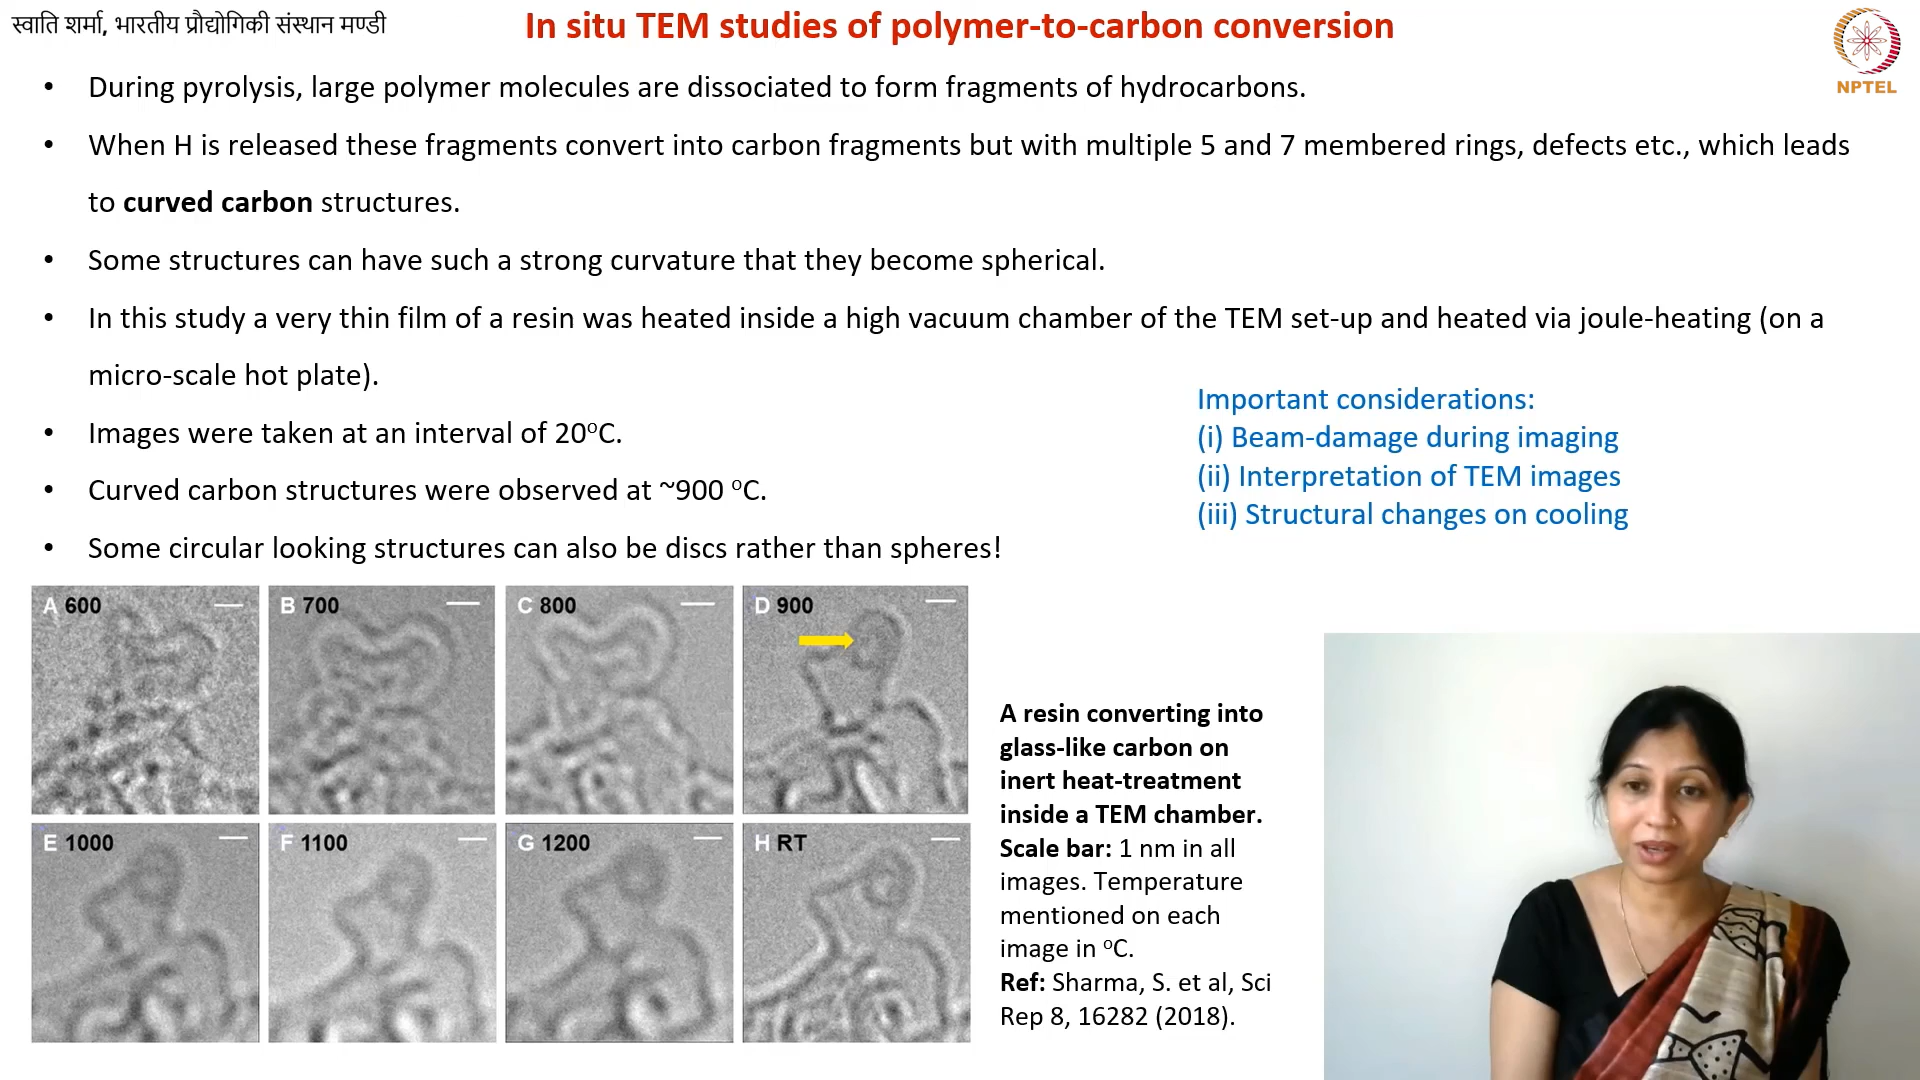 स्वाति शर्मा, भारतीय प्रौद्योगिकी संस्थान मण्डी
In situ TEM studies of polymer-to-carbon conversion
NPTEL
• During pyrolysis, large polymer molecules are dissociated to form fragments of hydrocarbons.
• When H is released these fragments convert into carbon fragments but with multiple 5 and 7 membered rings, defects etc., which leads
to curved carbon structures.
• Some structures can have such a strong curvature that they become spherical.
• In this study a very thin film of a resin was heated inside a high vacuum chamber of the TEM set-up and heated via joule-heating (on a
micro-scale hot plate).
• Images were taken at an interval of 20°C.
• Curved carbon structures were observed at ~900 °C.
• Some circular looking structures can also be discs rather than spheres!
Important considerations:
(i) Beam-damage during imaging
(ii) Interpretation of TEM images
(iii) Structural changes on cooling
A 600
B 700
C 800
D 900
E 1000
F 1100
G 1200
H RT
A resin converting into
glass-like carbon on
inert heat-treatment
inside a TEM chamber.
Scale bar: 1 nm in all
images. Temperature
mentioned on each
image in °C.
Ref: Sharma, S. et al, Sci
Rep 8, 16282 (2018).